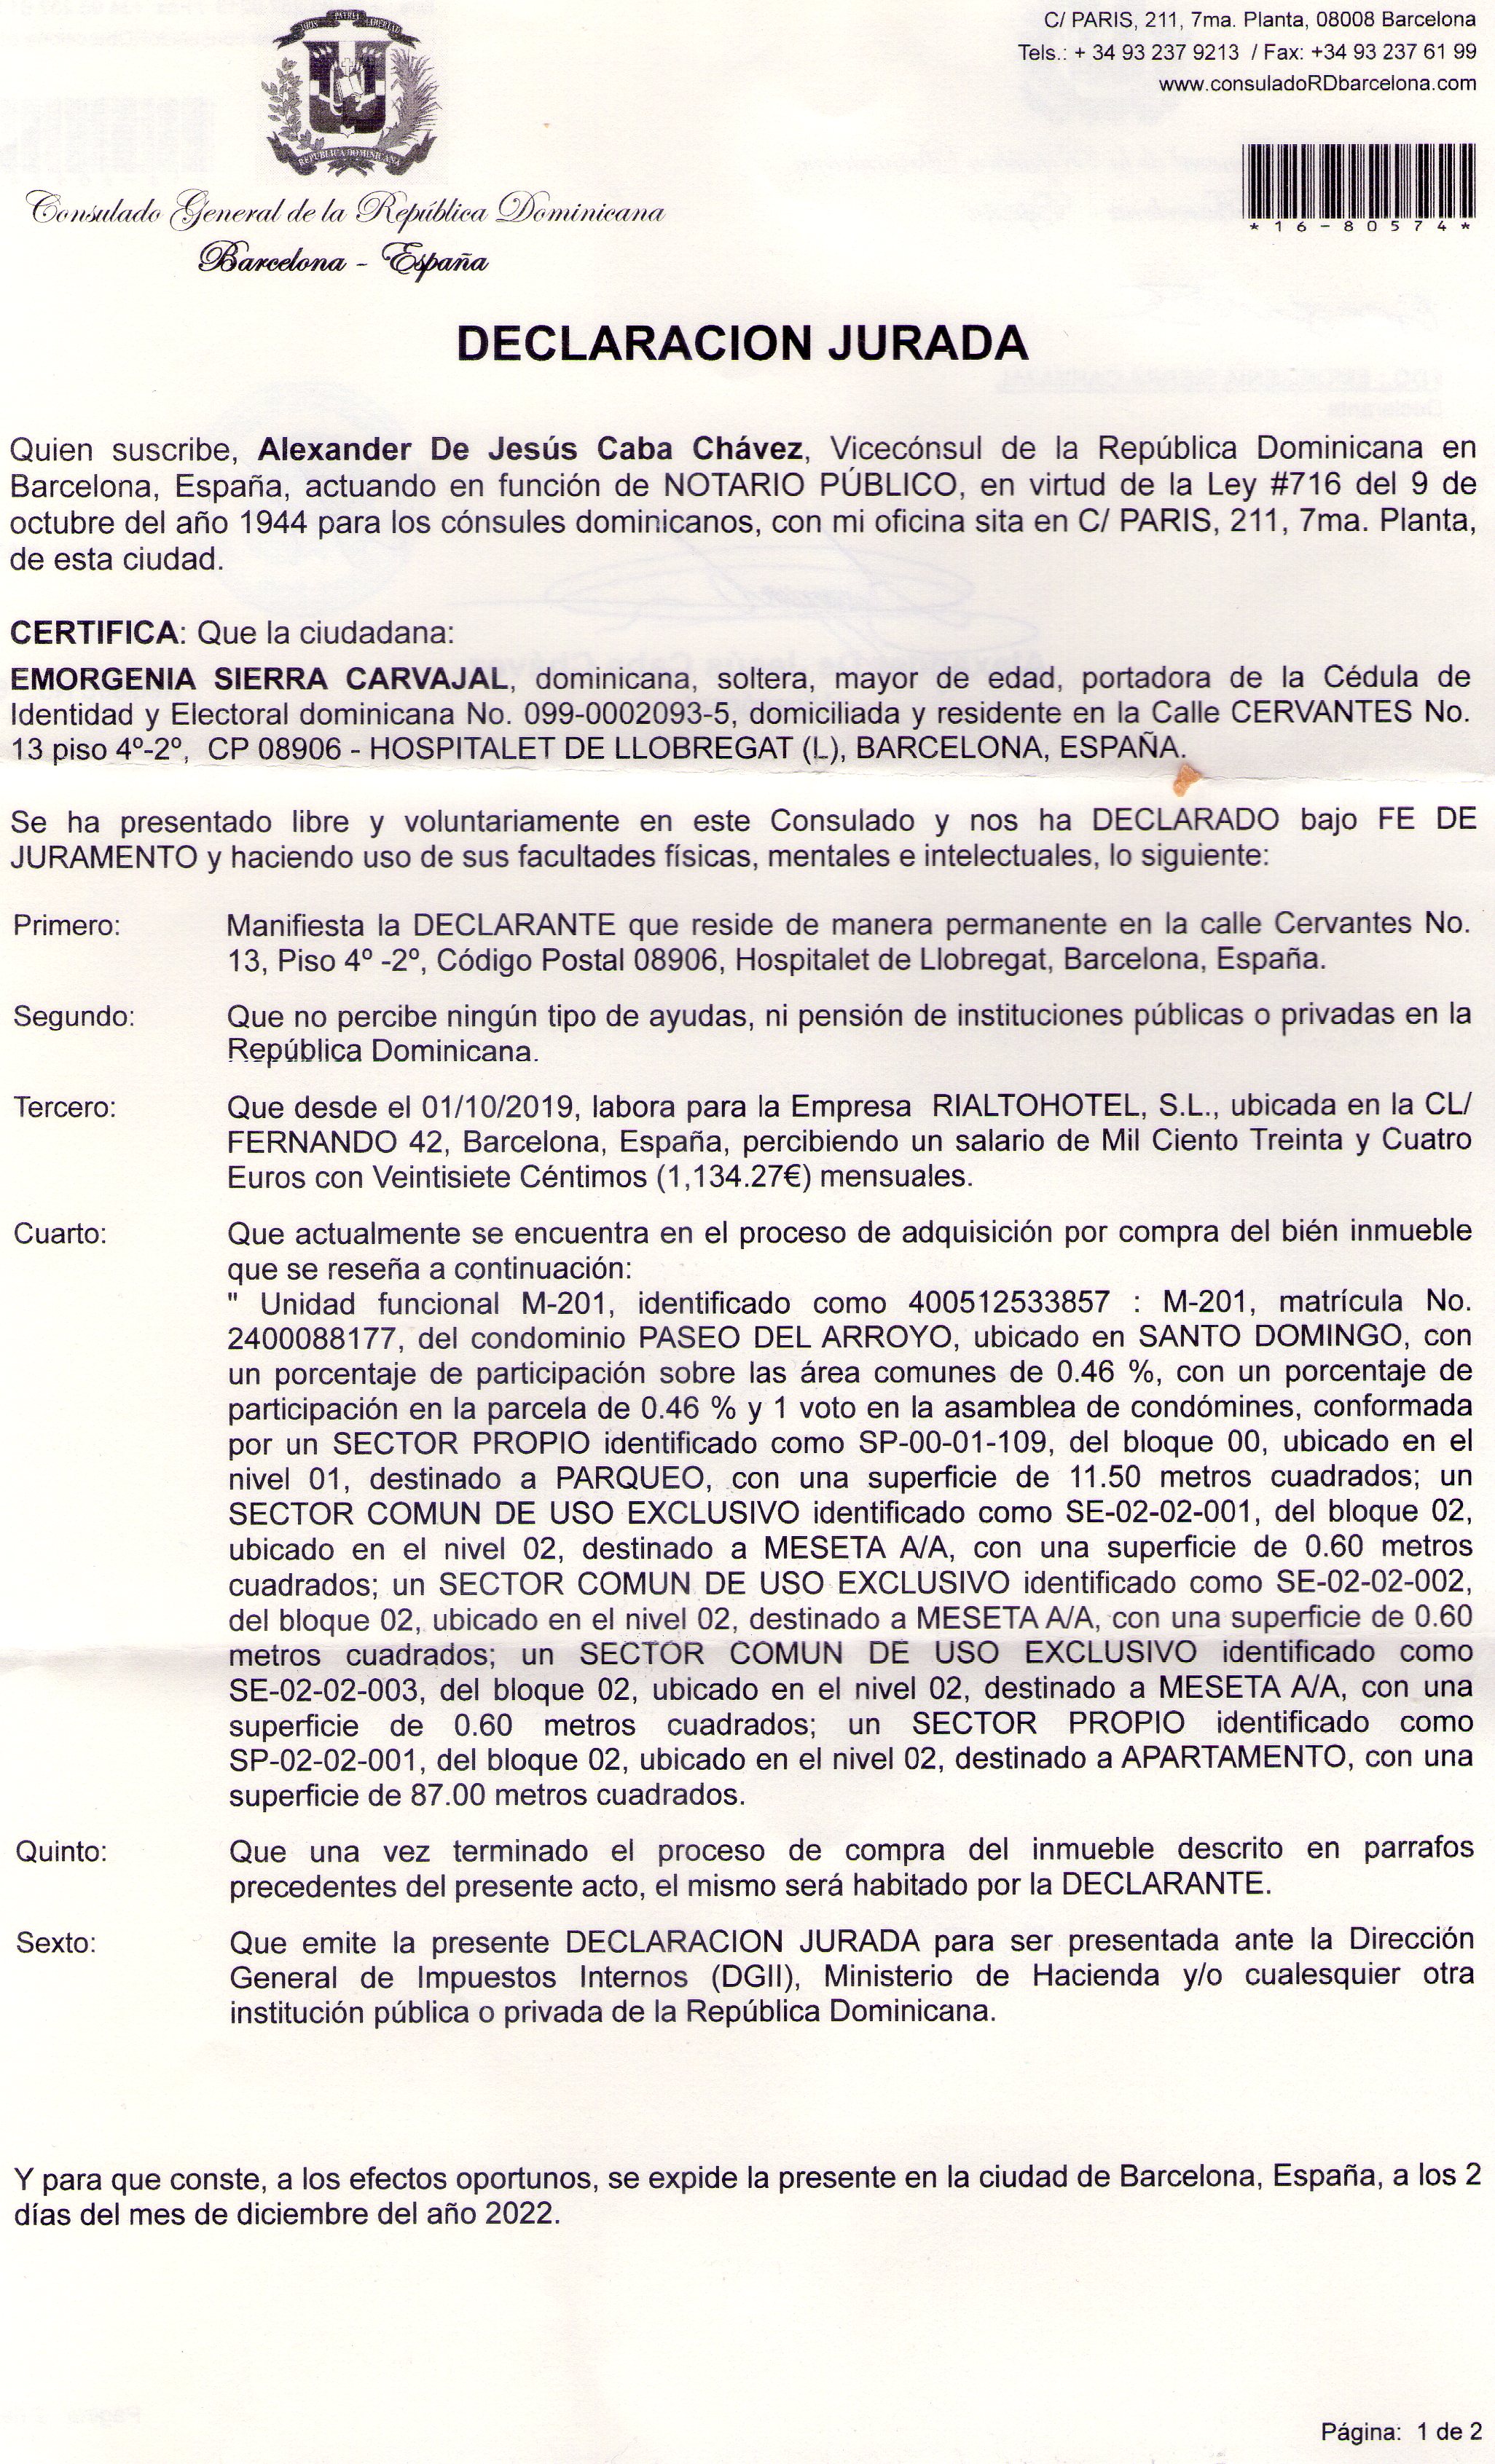 C/ PARIS, 211, 7ma. Planta, 08008 Barcelona
Tels.: + 34 93 237 9213 / Fax: +34 93 237 61 99
www.consuladoRDbarcelona.com
REPUBLICA DOMINICANA
*16-80574*
Consulado General de la República Dominicana
Barcelona - España
DECLARACION JURADA
Quien suscribe, Alexander De Jesús Caba Chávez, Vicecónsul de la República Dominicana en
Barcelona, España, actuando en función de NOTARIO PÚBLICO, en virtud de la Ley #716 del 9 de
octubre del año 1944 para los cónsules dominicanos, con mi oficina sita en C/ PARIS, 211, 7ma. Planta,
de esta ciudad.
CERTIFICA: Que la ciudadana:
EMORGENIA SIERRA CARVAJAL, dominicana, soltera, mayor de edad, portadora de la Cédula de
Identidad y Electoral dominicana No. 099-0002093-5, domiciliada y residente en la Calle CERVANTES No.
13 piso 4º-2º, CP 08906 - HOSPITALET DE LLOBREGAT (L), BARCELONA, ESPAÑA.
Se ha presentado libre y voluntariamente en este Consulado y nos ha DECLARADO bajo FE DE
JURAMENTO y haciendo uso de sus facultades físicas, mentales e intelectuales, lo siguiente:
Primero: Manifiesta la DECLARANTE que reside de manera permanente en la calle Cervantes No.
13, Piso 4º -2º, Código Postal 08906, Hospitalet de Llobregat, Barcelona, España.
Segundo: Que no percibe ningún tipo de ayudas, ni pensión de instituciones públicas o privadas en la
República Dominicana.
Tercero: Que desde el 01/10/2019, labora para la Empresa RIALTOHOTEL, S.L., ubicada en la CL/
FERNANDO 42, Barcelona, España, percibiendo un salario de Mil Ciento Treinta y Cuatro
Euros con Veintisiete Céntimos (1,134.27€) mensuales.
Cuarto: Que actualmente se encuentra en el proceso de adquisición por compra del bién inmueble
que se reseña a continuación:
" Unidad funcional M-201, identificado como 400512533857 : M-201, matrícula No.
2400088177, del condominio PASEO DEL ARROYO, ubicado en SANTO DOMINGO, con
un porcentaje de participación sobre las área comunes de 0.46 %, con un porcentaje de
participación en la parcela de 0.46 % y 1 voto en la asamblea de condómines, conformada
por un SECTOR PROPIO identificado como SP-00-01-109, del bloque 00, ubicado en el
nivel 01, destinado a PARQUEO, con una superficie de 11.50 metros cuadrados; un
SECTOR COMUN DE USO EXCLUSIVO identificado como SE-02-02-001, del bloque 02,
ubicado en el nivel 02, destinado a MESETA A/A, con una superficie de 0.60 metros
cuadrados; un SECTOR COMUN DE USO EXCLUSIVO identificado como SE-02-02-002,
del bloque 02, ubicado en el nivel 02, destinado a MESETA A/A, con una superficie de 0.60
metros cuadrados; un SECTOR COMUN DE USO EXCLUSIVO identificado como
SE-02-02-003, del bloque 02, ubicado en el nivel 02, destinado a MESETA A/A, con una
superficie de 0.60 metros cuadrados; un SECTOR PROPIO identificado como
SP-02-02-001, del bloque 02, ubicado en el nivel 02, destinado a APARTAMENTO, con una
superficie de 87.00 metros cuadrados.
Quinto: Que una vez terminado el proceso de compra del inmueble descrito en parrafos
precedentes del presente acto, el mismo será habitado por la DECLARANTE.
Sexto: Que emite la presente DECLARACION JURADA para ser presentada ante la Dirección
General de Impuestos Internos (DGII), Ministerio de Hacienda y/o cualesquier otra
institución pública o privada de la República Dominicana.
Y para que conste, a los efectos oportunos, se expide la presente en la ciudad de Barcelona, España, a los 2
días del mes de diciembre del año 2022.
Página: 1 de 2